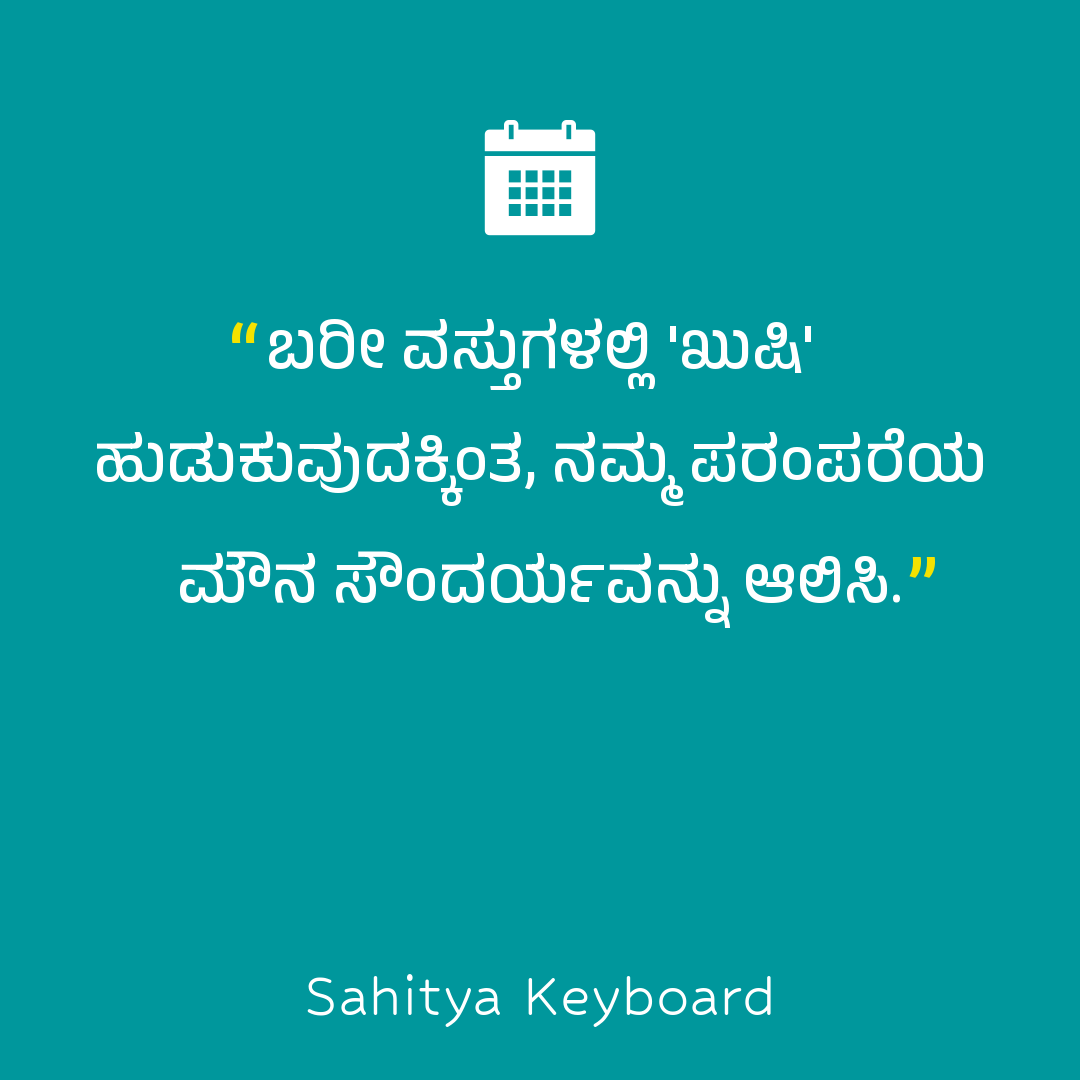 “ಬರೀ ವಸ್ತುಗಳಲ್ಲಿ 'ಖುಷಿ'
ಹುಡುಕುವುದಕ್ಕಿಂತ, ನಮ್ಮ ಪರಂಪರೆಯ
ಮೌನ ಸೌಂದರ್ಯವನ್ನು ಆಲಿಸಿ.”
Sahitya Keyboard